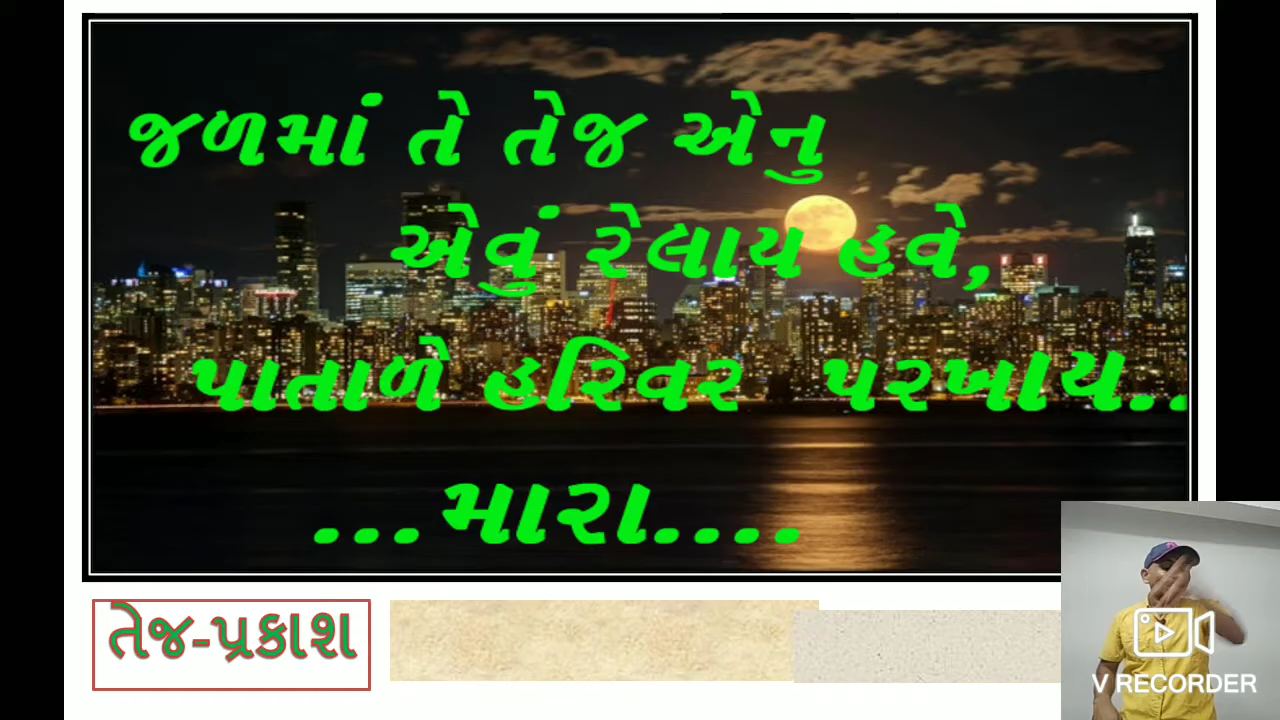 જળમાં તે તેજ એનુ
એવું રેલાય હવે,
પાતાળે હરિવર પરખાય..
...મારા....
તેજ-પ્રકાશ
V RECORDER